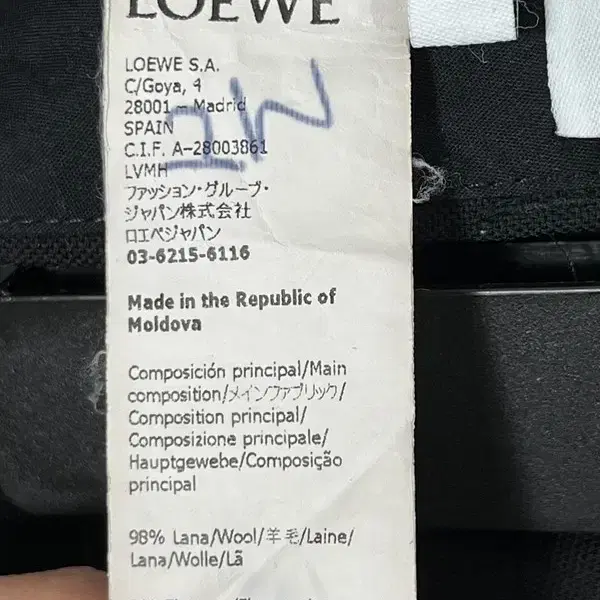 LOEWE
LOEWE S.A.
C/Goya, 4
28001 – Madrid
SPAIN
C.I.F. A-28003861
LVMH
ファッション・グループ・
ジャパン株式会社
ロエベジャパン
03-6215-6116
Made in the Republic of
Moldova
Composición principal/Main
composition/メインファブリック/
Composition principal/
Composizione principale/
Hauptgewebe/Composição
principal
98% Lana/Wool/羊毛/Laine/
Lana/Wolle/Lã